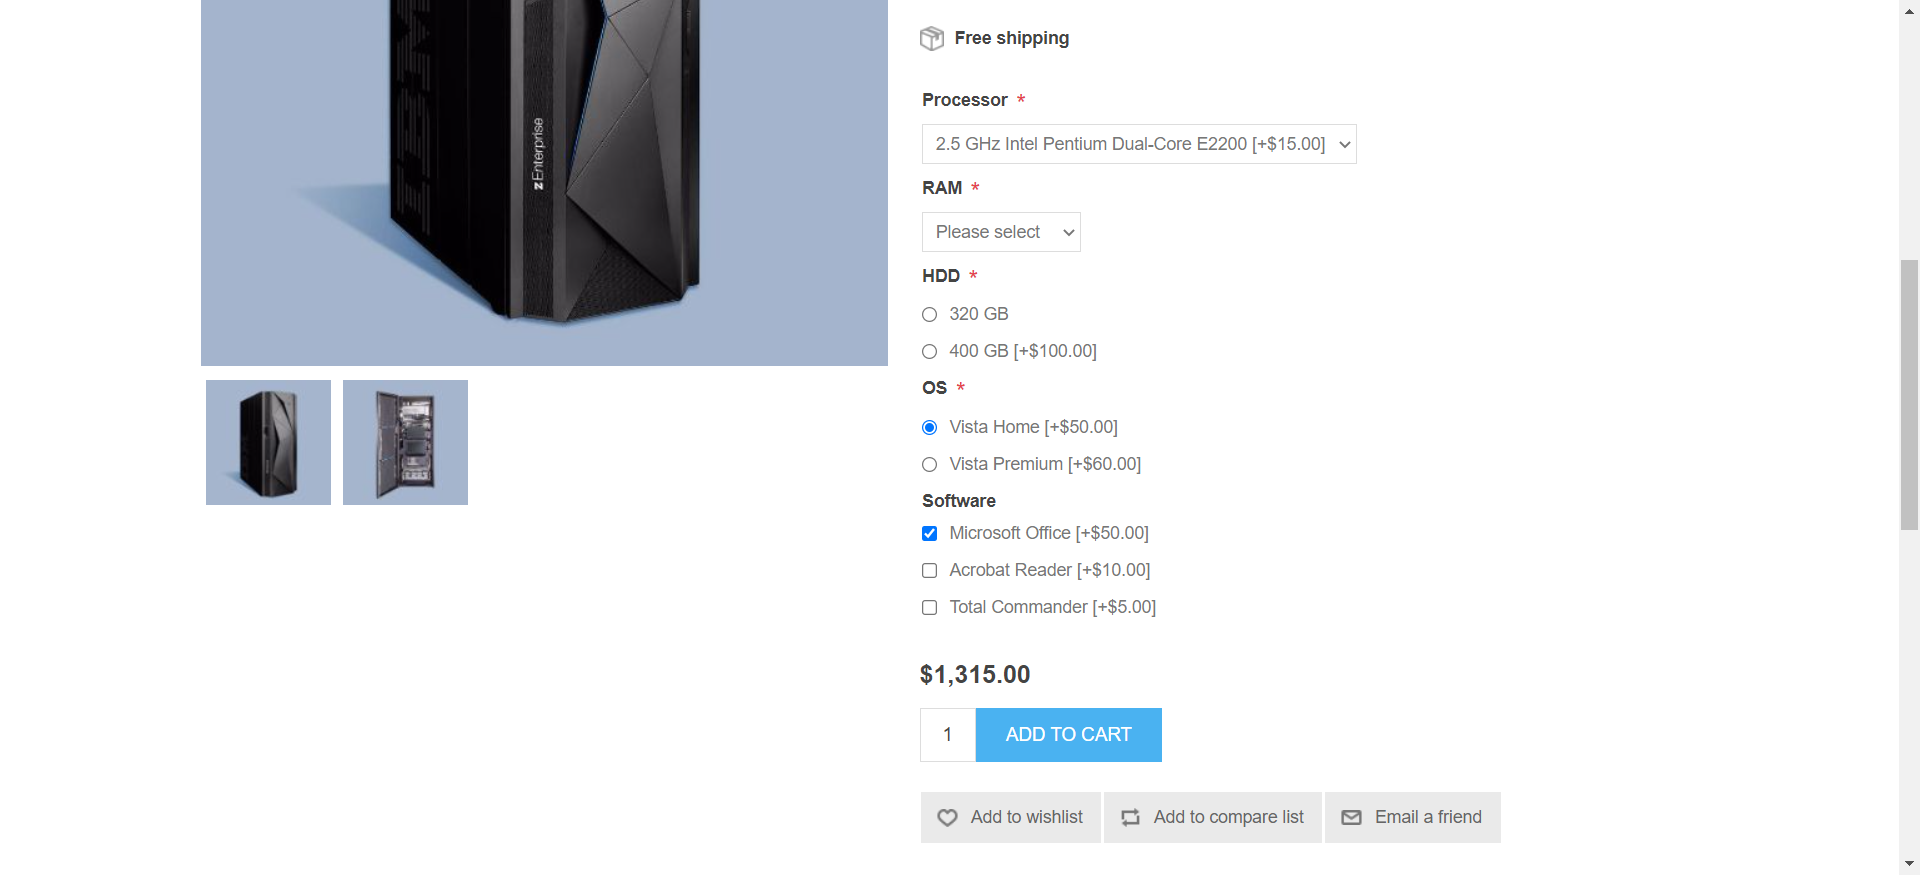 zEnterprise
Free shipping
Processor *
2.5 GHz Intel Pentium Dual-Core E2200 [+$15.00]
RAM *
Please select
HDD *
320 GB
400 GB [+$100.00]
OS *
Vista Home [+$50.00]
Vista Premium [+$60.00]
Software
Microsoft Office [+$50.00]
Acrobat Reader [+$10.00]
Total Commander [+$5.00]
$1,315.00
1
ADD TO CART
Add to wishlist
Add to compare list
Email a friend